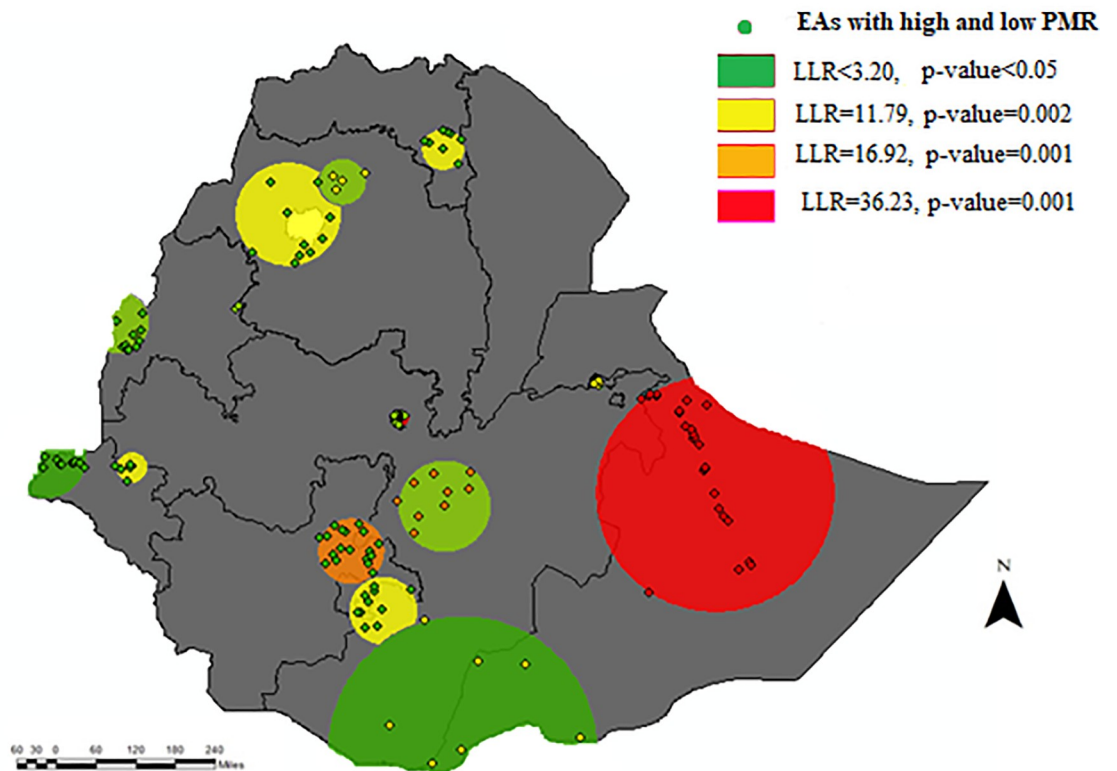 EAs with high and low PMR
LLR<3.20, p-value<0.05
LLR=11.79, p-value=0.002
LLR=16.92, p-value=0.001
LLR=36.23, p-value=0.001
N
60 30 0 60 120 180 240
Miles